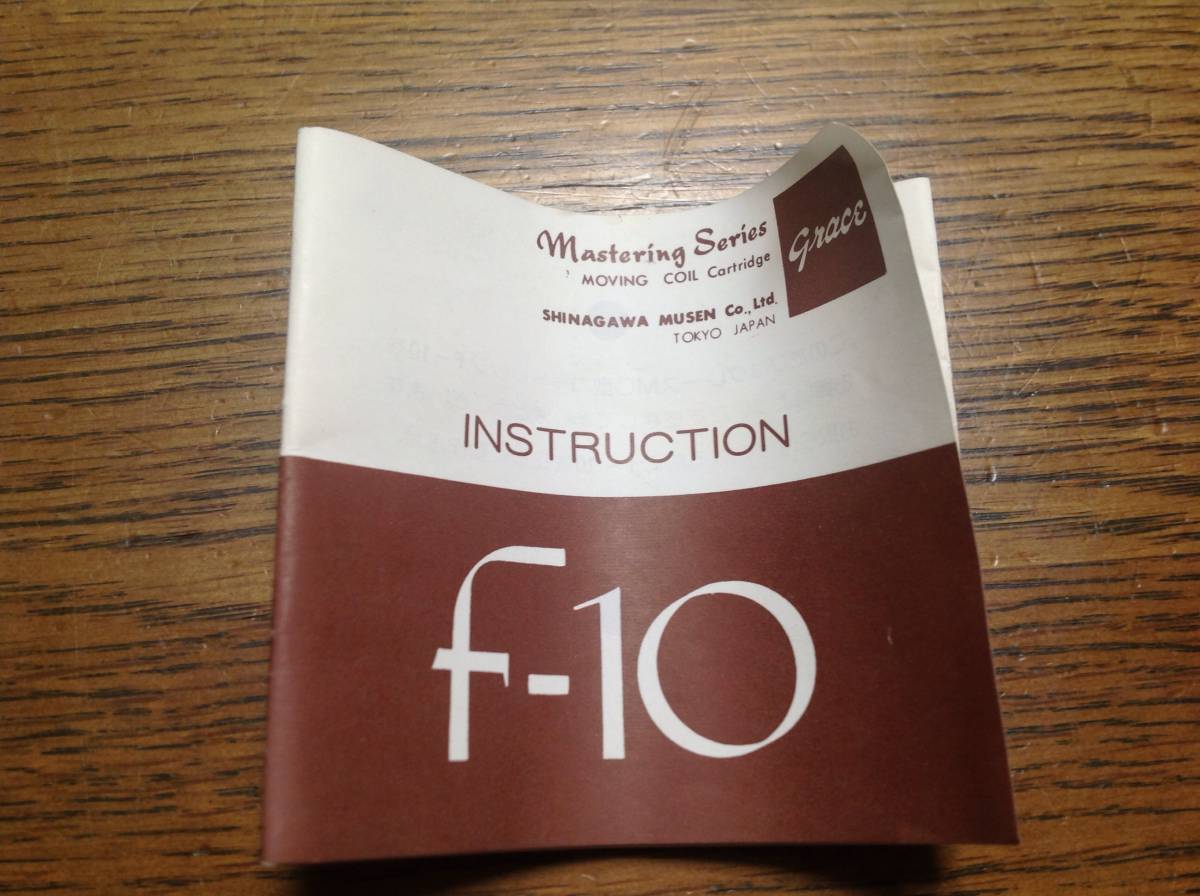 Mastering Series
MOVING COIL Cartridge
SHINAGAWA MUSEN Co., Ltd.
TOKYO JAPAN
Grace
INSTRUCTION
f-10